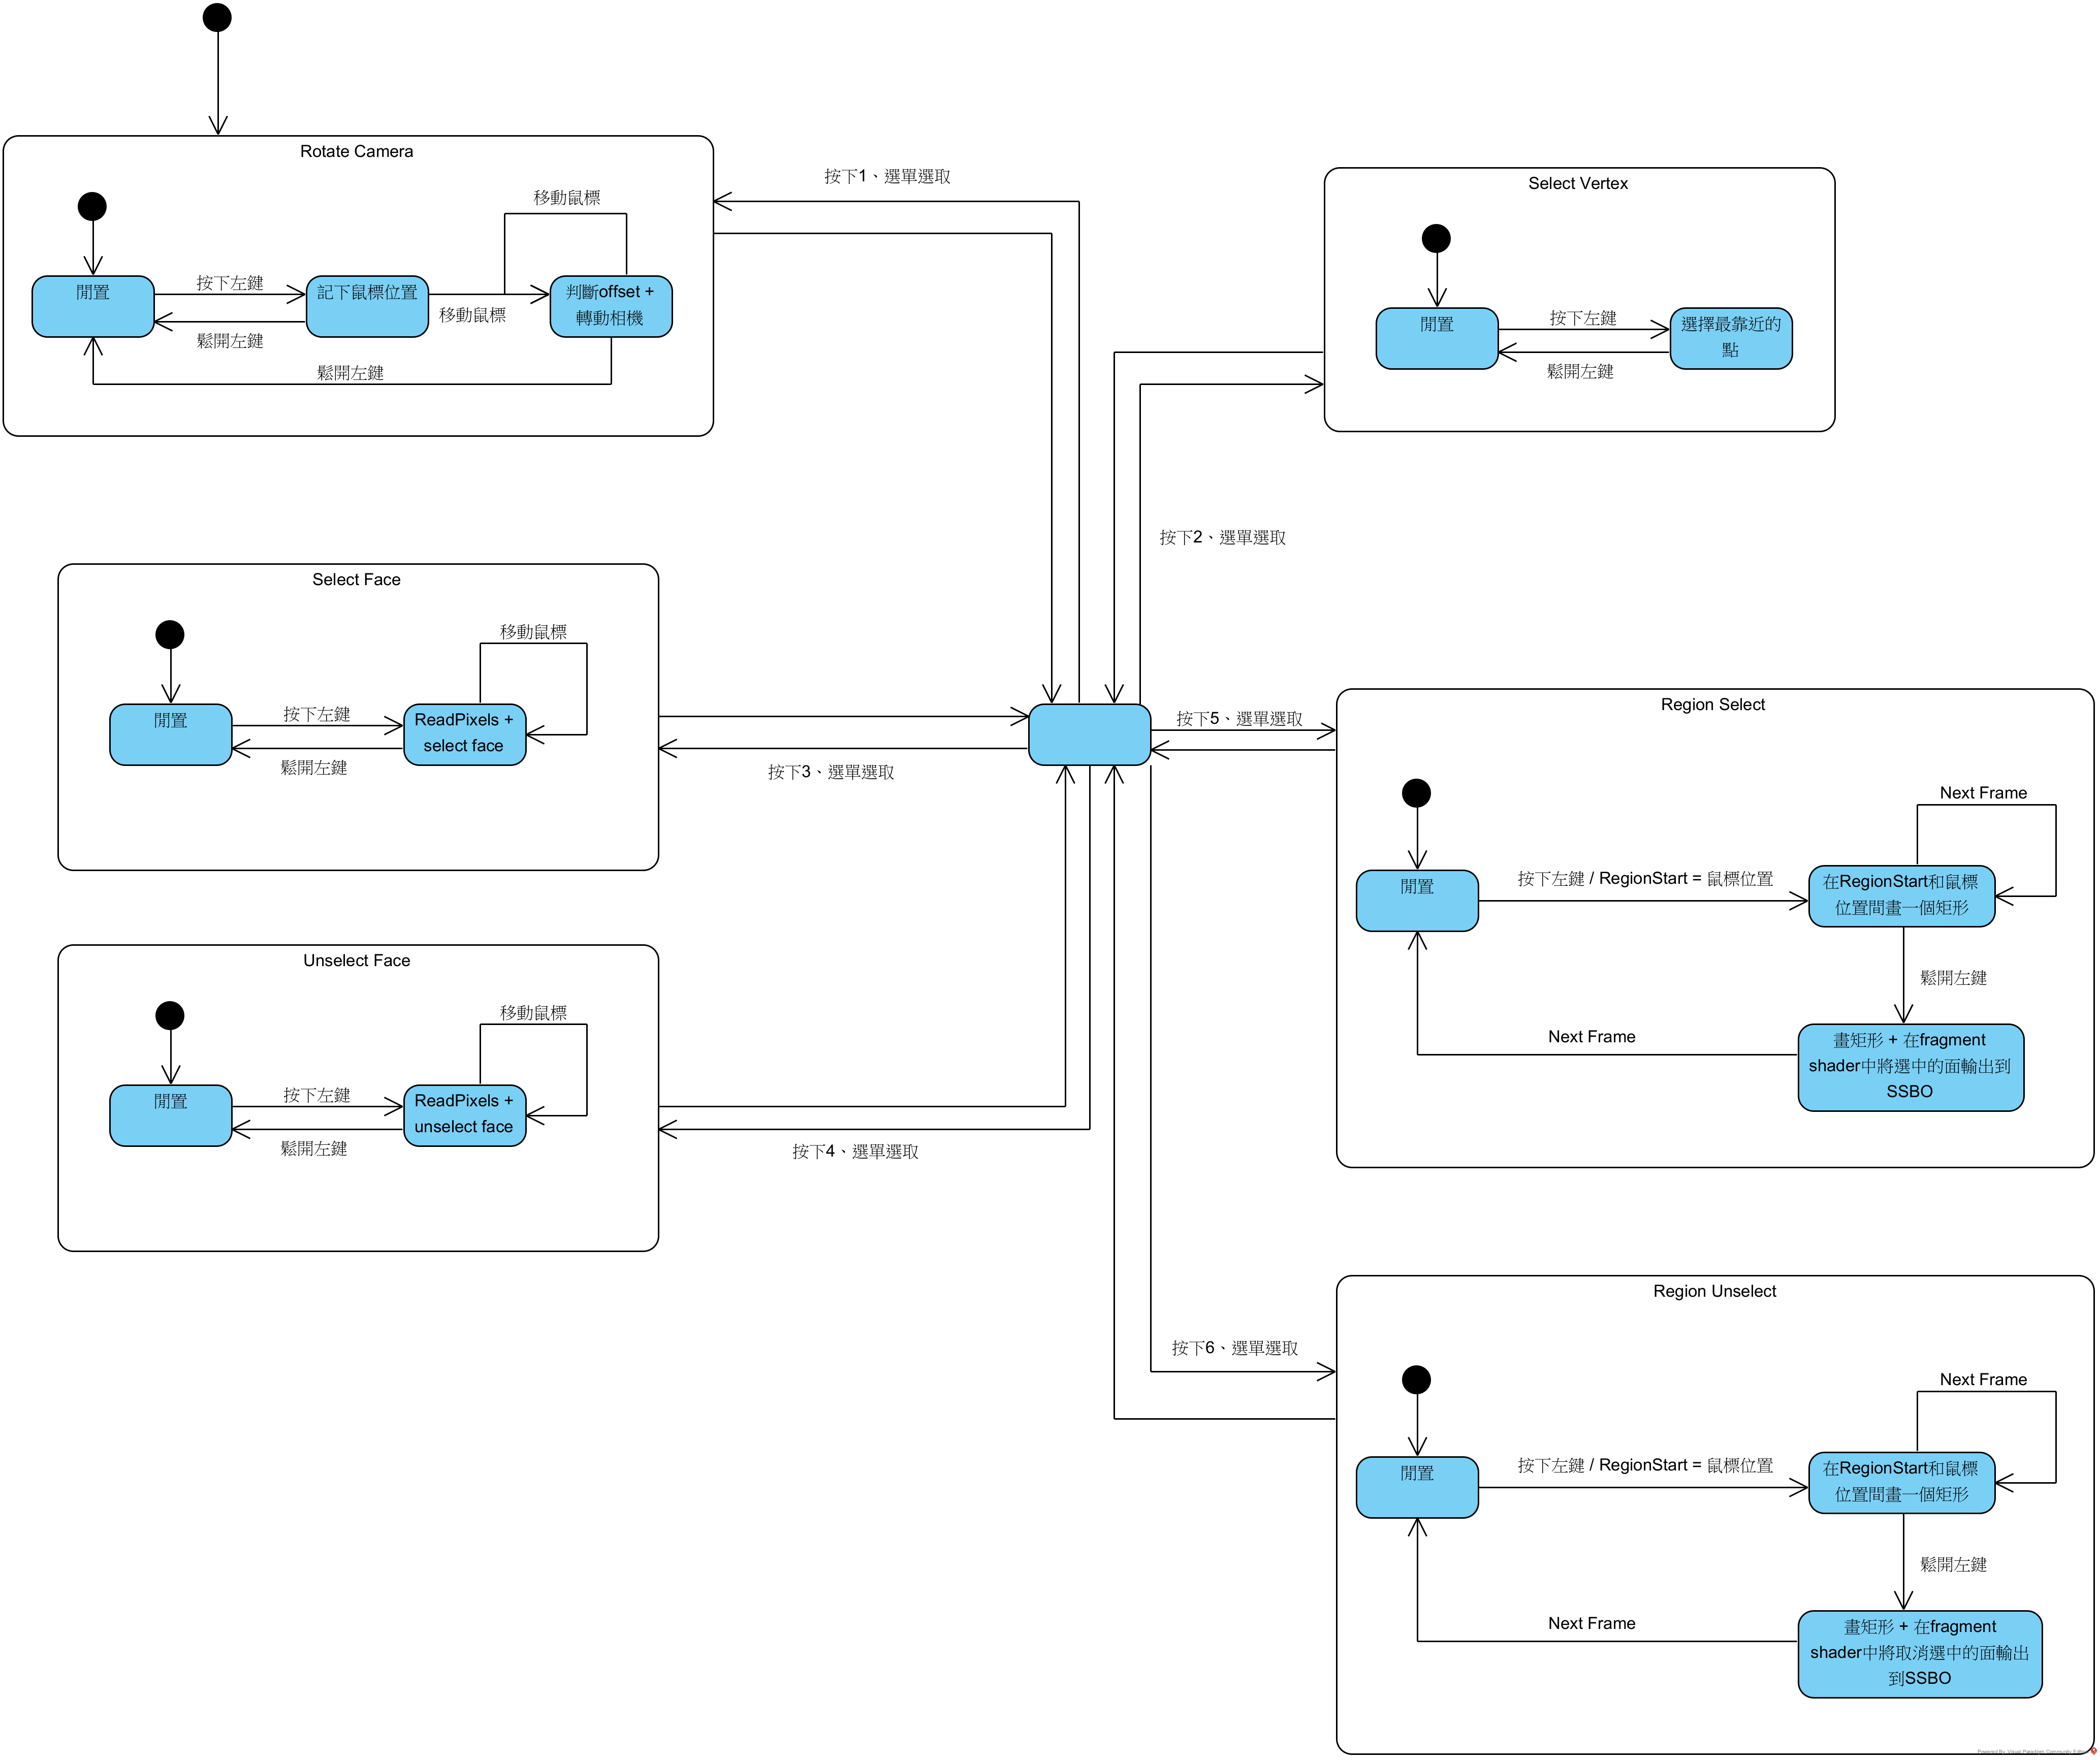 Rotate Camera
移動鼠標
閒置
按下左鍵
記下鼠標位置
判斷offset +
轉動相機
移動鼠標
鬆開左鍵
鬆開左鍵
按下1、選單選取
Select Vertex
閒置
按下左鍵
選擇最靠近的
點
鬆開左鍵
按下2、選單選取
Select Face
移動鼠標
閒置
按下左鍵
ReadPixels +
select face
鬆開左鍵
按下3、選單選取
按下5、選單選取
Region Select
Next Frame
閒置
按下左鍵 / RegionStart = 鼠標位置
在RegionStart和鼠標
位置間畫一個矩形
鬆開左鍵
Next Frame
畫矩形 + 在fragment
shader中將選中的面輸出到
SSBO
Unselect Face
移動鼠標
閒置
按下左鍵
ReadPixels +
unselect face
鬆開左鍵
按下4、選單選取
按下6、選單選取
Region Unselect
Next Frame
閒置
按下左鍵 / RegionStart = 鼠標位置
在RegionStart和鼠標
位置間畫一個矩形
鬆開左鍵
Next Frame
畫矩形 + 在fragment
shader中將取消選中的面輸出
到SSBO